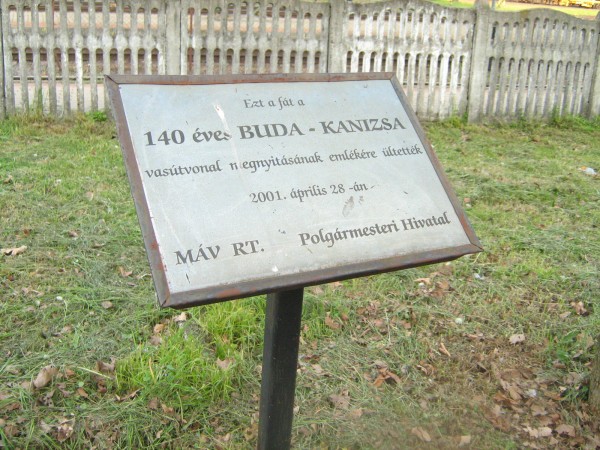 Ezt a fát a
140 éves BUDA - KANIZSA
vasútvonal megnyitásának emlékére ültették
2001. április 28 -án.
MÁV RT. Polgármesteri Hivatal